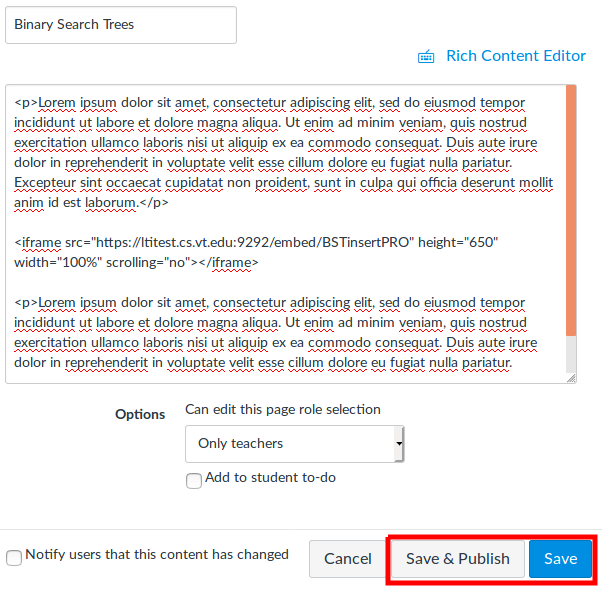 Binary Search Trees
Rich Content Editor
<p>Lorem ipsum dolor sit amet, consectetur adipiscing elit, sed do eiusmod tempor
incididunt ut labore et dolore magna aliqua. Ut enim ad minim veniam, quis nostrud
exercitation ullamco laboris nisi ut aliquip ex ea commodo consequat. Duis aute irure
dolor in reprehenderit in voluptate velit esse cillum dolore eu fugiat nulla pariatur.
Excepteur sint occaecat cupidatat non proident, sunt in culpa qui officia deserunt mollit
anim id est laborum.</p>
<iframe src="https://ltitest.cs.vt.edu:9292/embed/BSTinsertPRO" height="650"
width="100%" scrolling="no"></iframe>
<p>Lorem ipsum dolor sit amet, consectetur adipiscing elit, sed do eiusmod tempor
incididunt ut labore et dolore magna aliqua. Ut enim ad minim veniam, quis nostrud
exercitation ullamco laboris nisi ut aliquip ex ea commodo consequat. Duis aute irure
dolor in reprehenderit in voluptate velit esse cillum dolore eu fugiat nulla pariatur.
Options Can edit this page role selection
Only teachers
Add to student to-do
Notify users that this content has changed Cancel Save & Publish Save